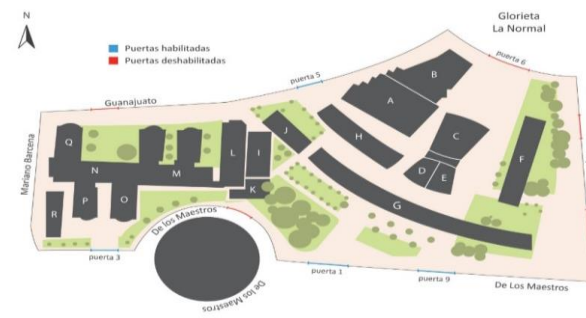 N
Glorieta
La Normal
Puertas habilitadas
Puertas deshabilitadas
puerta 6
puerta 5
Guanajuato
Mariano Barcena
A
B
C
D
E
F
G
H
I
J
K
L
M
N
O
P
Q
R
De los Maestros
De los Maestros
De los Maestros
puerta 3
puerta 1
puerta 9